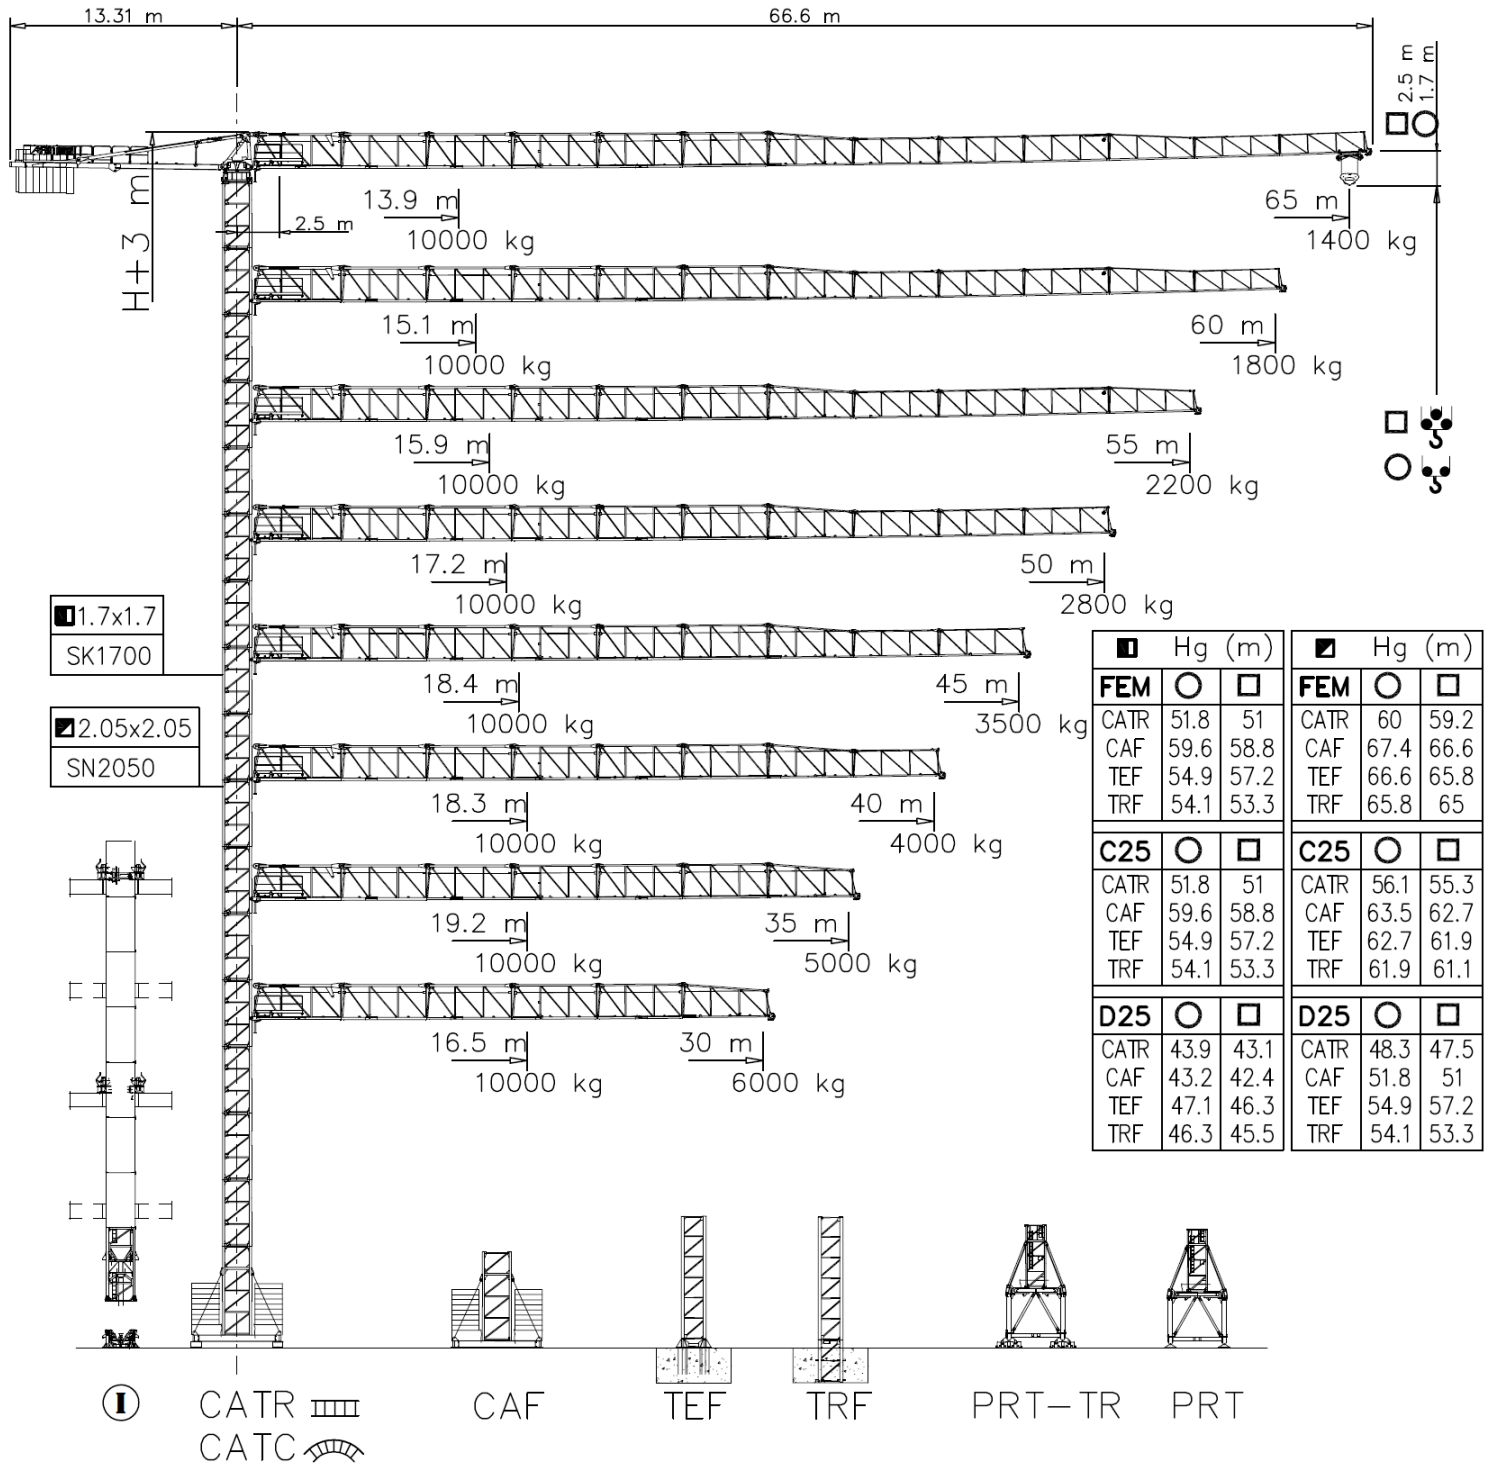 13.31 m
66.6 m
2.5 m
1.7 m
H+3 m
2.5 m
13.9 m
10000 kg
65 m
1400 kg
15.1 m
10000 kg
60 m
1800 kg
15.9 m
10000 kg
55 m
2200 kg
17.2 m
10000 kg
50 m
2800 kg
1.7x1.7
SK1700
18.4 m
10000 kg
45 m
3500 kg
2.05x2.05
SN2050
18.3 m
10000 kg
40 m
4000 kg
19.2 m
10000 kg
35 m
5000 kg
16.5 m
10000 kg
30 m
6000 kg
Hg (m)
FEM
CATR 51.8 51
CAF 59.6 58.8
TEF 54.9 57.2
TRF 54.1 53.3
C25
CATR 51.8 51
CAF 59.6 58.8
TEF 54.9 57.2
TRF 54.1 53.3
D25
CATR 43.9 43.1
CAF 43.2 42.4
TEF 47.1 46.3
TRF 46.3 45.5
Hg (m)
FEM
CATR 60 59.2
CAF 67.4 66.6
TEF 66.6 65.8
TRF 65.8 65
C25
CATR 56.1 55.3
CAF 63.5 62.7
TEF 62.7 61.9
TRF 61.9 61.1
D25
CATR 48.3 47.5
CAF 51.8 51
TEF 54.9 57.2
TRF 54.1 53.3
I
CATR
CATC
CAF
TEF
TRF
PRT-TR
PRT